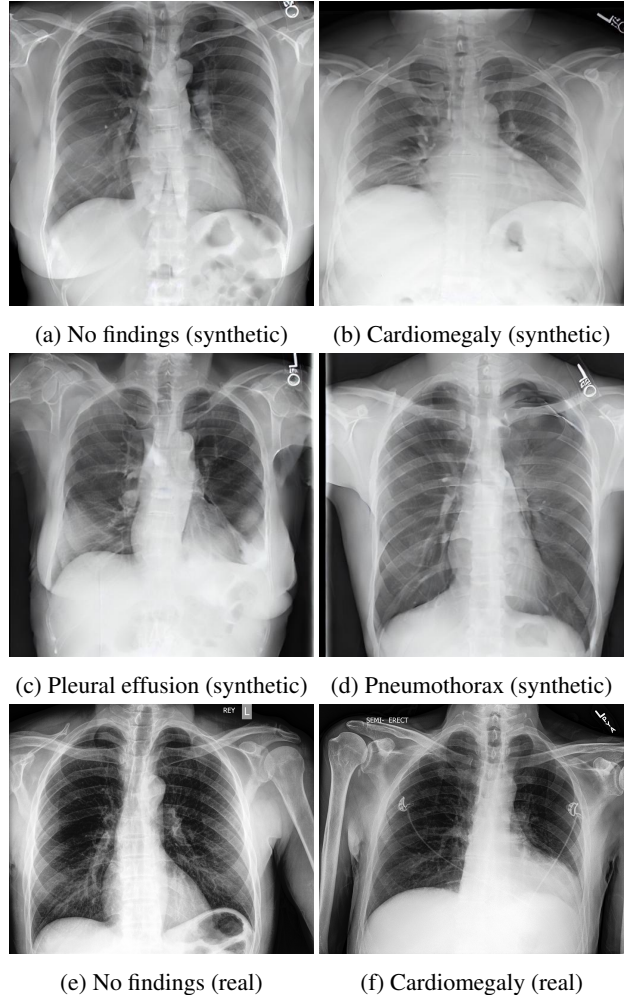 (a) No findings (synthetic)
(b) Cardiomegaly (synthetic)
(c) Pleural effusion (synthetic)
(d) Pneumothorax (synthetic)
REY L
SEMI- ERECT
(e) No findings (real)
(f) Cardiomegaly (real)